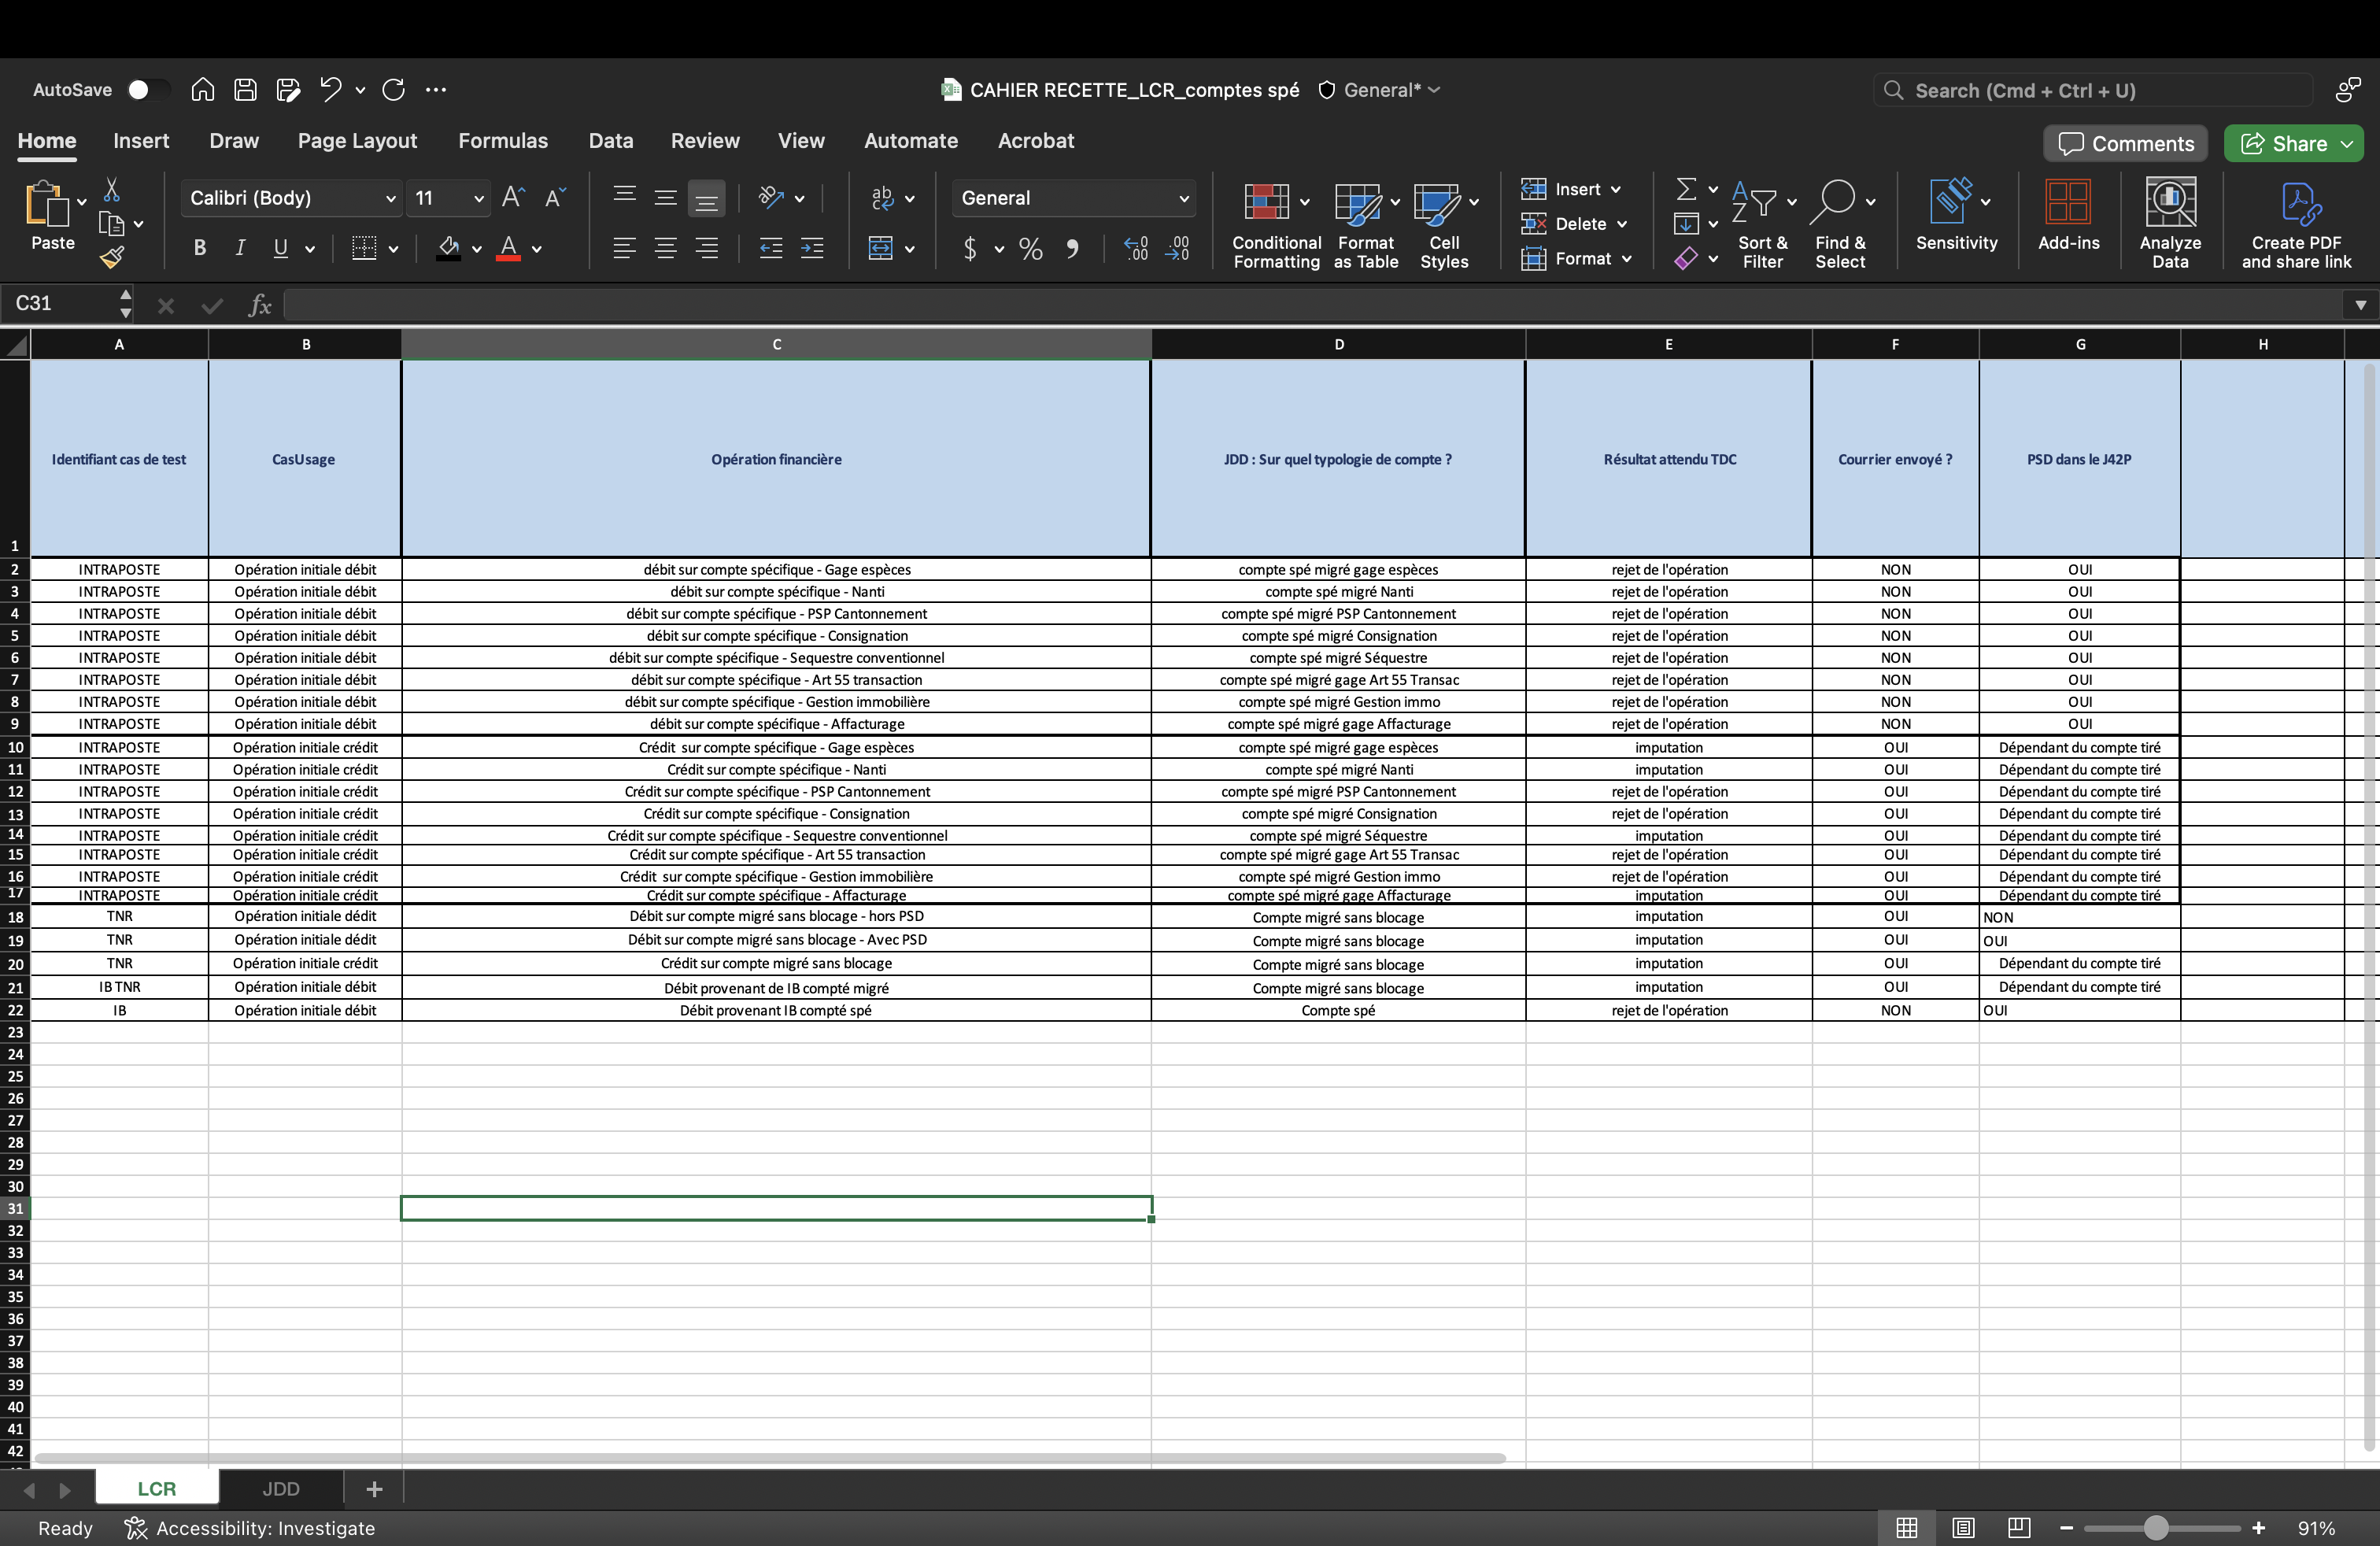 AutoSave CAHIER RECETTE_LCR_comptes spé General* Search (Cmd + Ctrl + U)
Home Insert Draw Page Layout Formulas Data Review View Automate Acrobat Comments Share
Paste Calibri (Body) 11 A A B I U A ab General $ % 9 .00 .00 Conditional Formatting Format as Table Cell Styles Insert Delete Format Sort & Filter Find & Select Sensitivity Add-ins Analyze Data Create PDF and share link
C31 fx
A B C D E F G H
1 Identifiant cas de test CasUsage Opération financière JDD : Sur quel typologie de compte ? Résultat attendu TDC Courrier envoyé ? PSD dans le J42P
2 INTRAPOSTE Opération initiale débit débit sur compte spécifique - Gage espèces compte spé migré gage espèces rejet de l'opération NON OUI
3 INTRAPOSTE Opération initiale débit débit sur compte spécifique - Nanti compte spé migré Nanti rejet de l'opération NON OUI
4 INTRAPOSTE Opération initiale débit débit sur compte spécifique - PSP Cantonnement compte spé migré PSP Cantonnement rejet de l'opération NON OUI
5 INTRAPOSTE Opération initiale débit débit sur compte spécifique - Consignation compte spé migré Consignation rejet de l'opération NON OUI
6 INTRAPOSTE Opération initiale débit débit sur compte spécifique - Sequestre conventionnel compte spé migré Séquestre rejet de l'opération NON OUI
7 INTRAPOSTE Opération initiale débit débit sur compte spécifique - Art 55 transaction compte spé migré gage Art 55 Transac rejet de l'opération NON OUI
8 INTRAPOSTE Opération initiale débit débit sur compte spécifique - Gestion immobilière compte spé migré Gestion immo rejet de l'opération NON OUI
9 INTRAPOSTE Opération initiale débit débit sur compte spécifique - Affacturage compte spé migré gage Affacturage rejet de l'opération NON OUI
10 INTRAPOSTE Opération initiale crédit Crédit sur compte spécifique - Gage espèces compte spé migré gage espèces imputation OUI Dépendant du compte tiré
11 INTRAPOSTE Opération initiale crédit Crédit sur compte spécifique - Nanti compte spé migré Nanti imputation OUI Dépendant du compte tiré
12 INTRAPOSTE Opération initiale crédit Crédit sur compte spécifique - PSP Cantonnement compte spé migré PSP Cantonnement rejet de l'opération OUI Dépendant du compte tiré
13 INTRAPOSTE Opération initiale crédit Crédit sur compte spécifique - Consignation compte spé migré Consignation rejet de l'opération OUI Dépendant du compte tiré
14 INTRAPOSTE Opération initiale crédit Crédit sur compte spécifique - Sequestre conventionnel compte spé migré Séquestre imputation OUI Dépendant du compte tiré
15 INTRAPOSTE Opération initiale crédit Crédit sur compte spécifique - Art 55 transaction compte spé migré gage Art 55 Transac rejet de l'opération OUI Dépendant du compte tiré
16 INTRAPOSTE Opération initiale crédit Crédit sur compte spécifique - Gestion immobilière compte spé migré Gestion immo rejet de l'opération OUI Dépendant du compte tiré
17 INTRAPOSTE Opération initiale crédit Crédit sur compte spécifique - Affacturage compte spé migré gage Affacturage imputation OUI Dépendant du compte tiré
18 TNR Opération initiale dédit Débit sur compte migré sans blocage - hors PSD Compte migré sans blocage imputation OUI NON
19 TNR Opération initiale dédit Débit sur compte migré sans blocage - Avec PSD Compte migré sans blocage imputation OUI OUI
20 TNR Opération initiale crédit Crédit sur compte migré sans blocage Compte migré sans blocage imputation OUI Dépendant du compte tiré
21 IB TNR Opération initiale débit Débit provenant de IB compté migré Compte migré sans blocage imputation OUI Dépendant du compte tiré
22 IB Opération initiale débit Débit provenant IB compté spé Compte spé rejet de l'opération NON OUI
23
24
25
26
27
28
29
30
31
32
33
34
35
36
37
38
39
40
41
42
LCR JDD +
Ready Accessibility: Investigate 91%